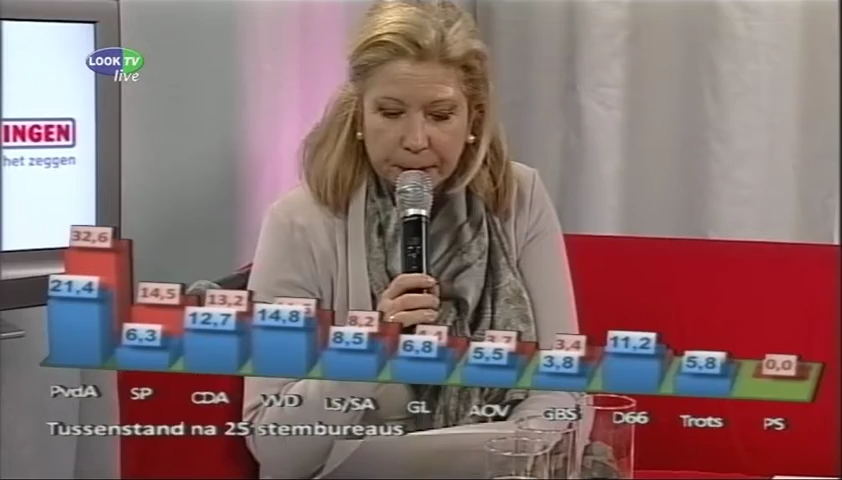 LOOK TV
live
INGEN
het zeggen
32,6
21,4
14,5
6,3
13,2
12,7
14,8
8,2
8,5
6,8
5,5
3,4
3,8
11,2
5,8
0,0
PvdA SP CDA VVD LS/SA GL AOV GBS D66 Trots PS
Tussenstand na 25 stembureaus